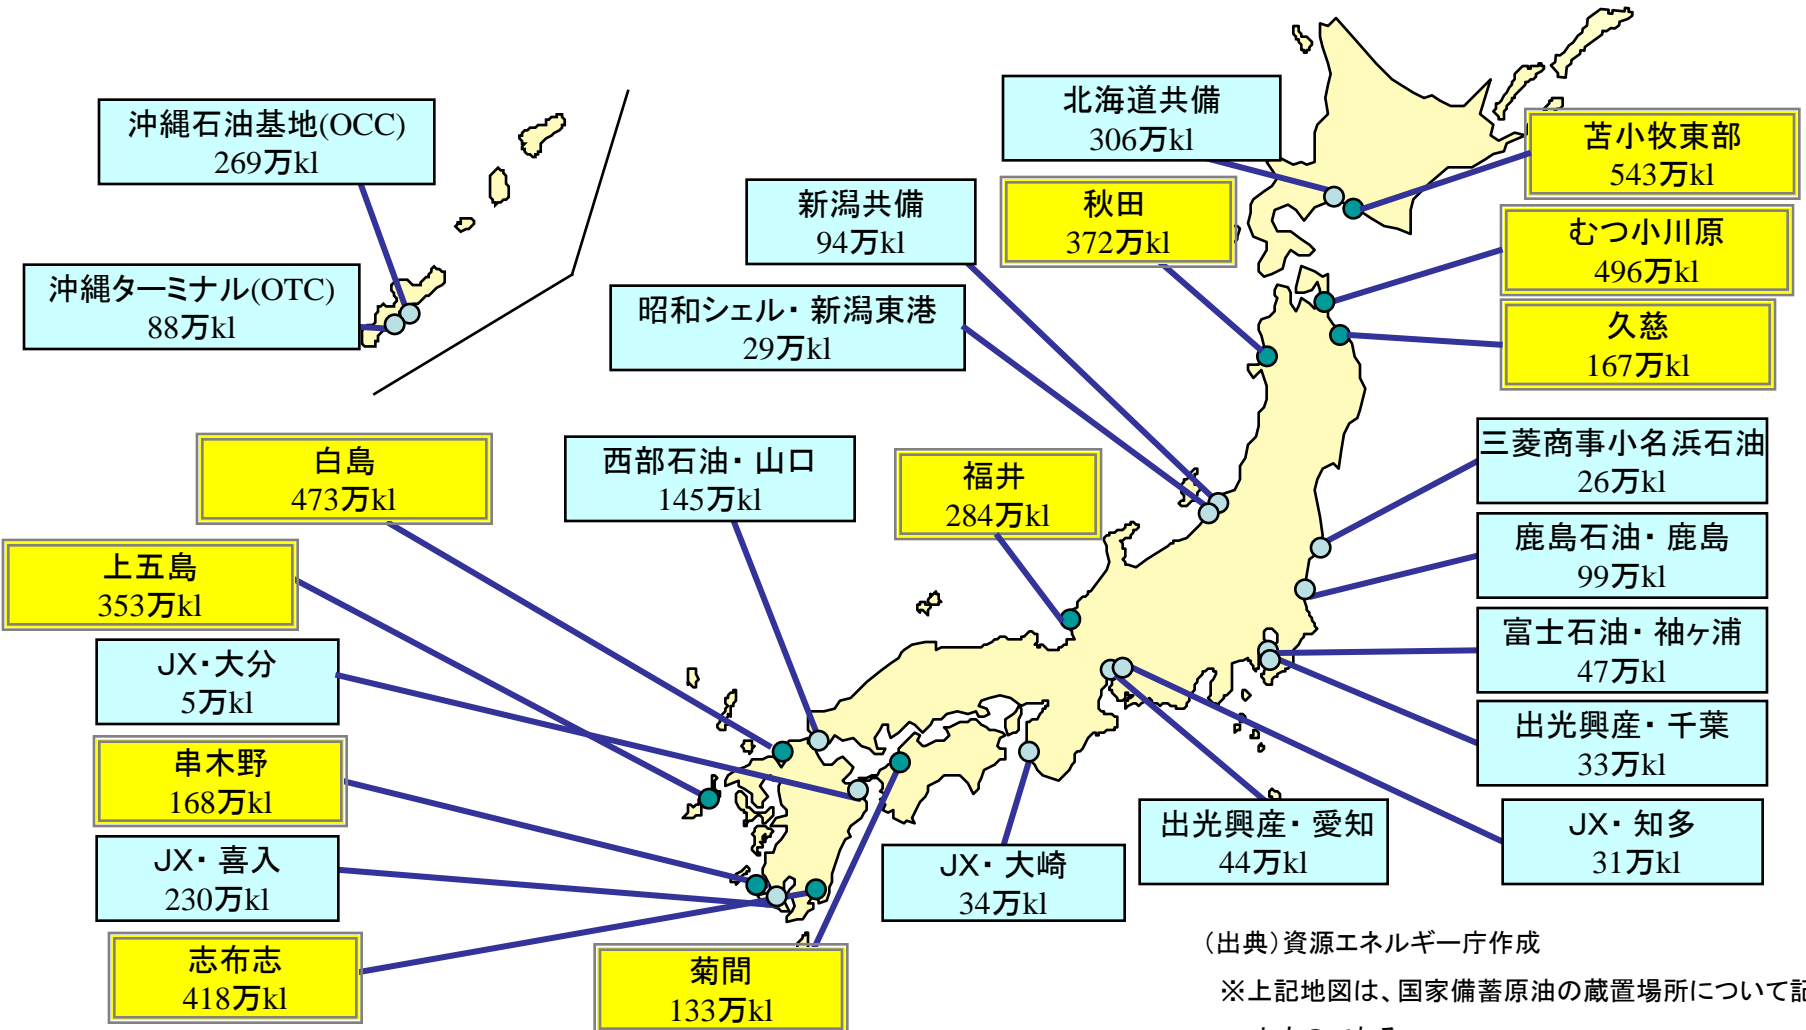 北海道共備
306万kl
沖縄石油基地(OCC)
269万kl
苫小牧東部
543万kl
新潟共備
94万kl
秋田
372万kl
むつ小川原
496万kl
沖縄ターミナル(OTC)
88万kl
昭和シェル・新潟東港
29万kl
久慈
167万kl
白島
473万kl
西部石油・山口
145万kl
福井
284万kl
三菱商事小名浜石油
26万kl
上五島
353万kl
鹿島石油・鹿島
99万kl
JX・大分
5万kl
富士石油・袖ヶ浦
47万kl
串木野
168万kl
出光興産・千葉
33万kl
JX・喜入
230万kl
JX・大崎
34万kl
出光興産・愛知
44万kl
JX・知多
31万kl
志布志
418万kl
菊間
133万kl
(出典)資源エネルギー庁作成
※上記地図は、国家備蓄原油の蔵置場所について記